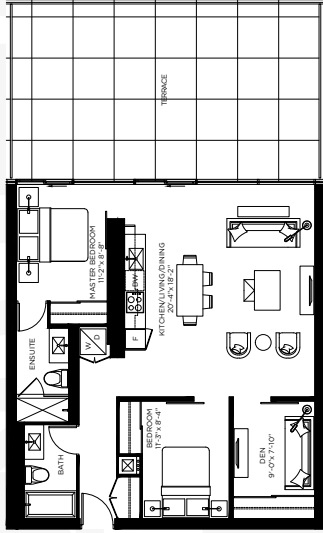 TERRACE
MASTER BEDROOM
11'-2" x 8'-8"
KITCHEN/LIVING/DINING
20'-4" x 18'-2"
DW
F
W
D
ENSUITE
BATH
BEDROOM
11'-3" x 8'-4"
DEN
9'-0" x 7'-10"